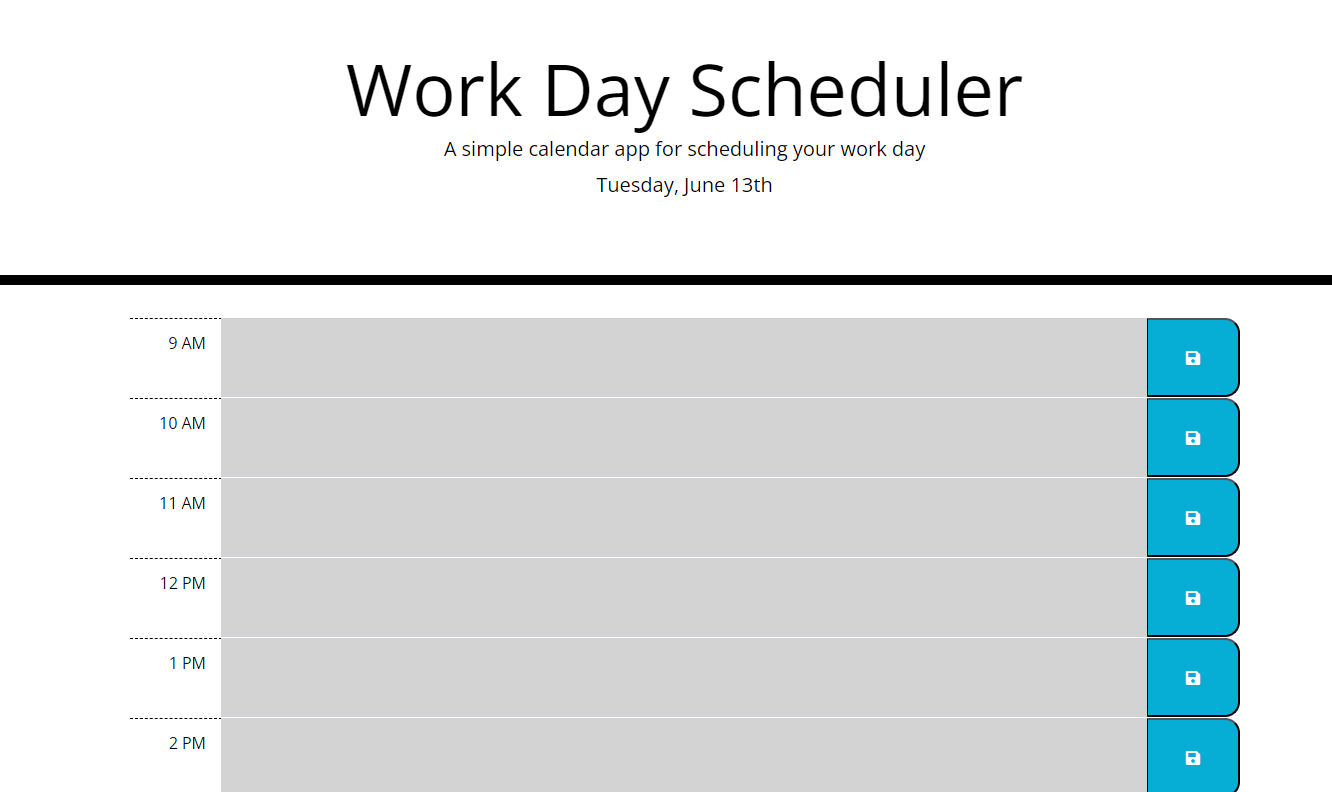 Work Day Scheduler
A simple calendar app for scheduling your work day
Tuesday, June 13th
9 AM
10 AM
11 AM
12 PM
1 PM
2 PM